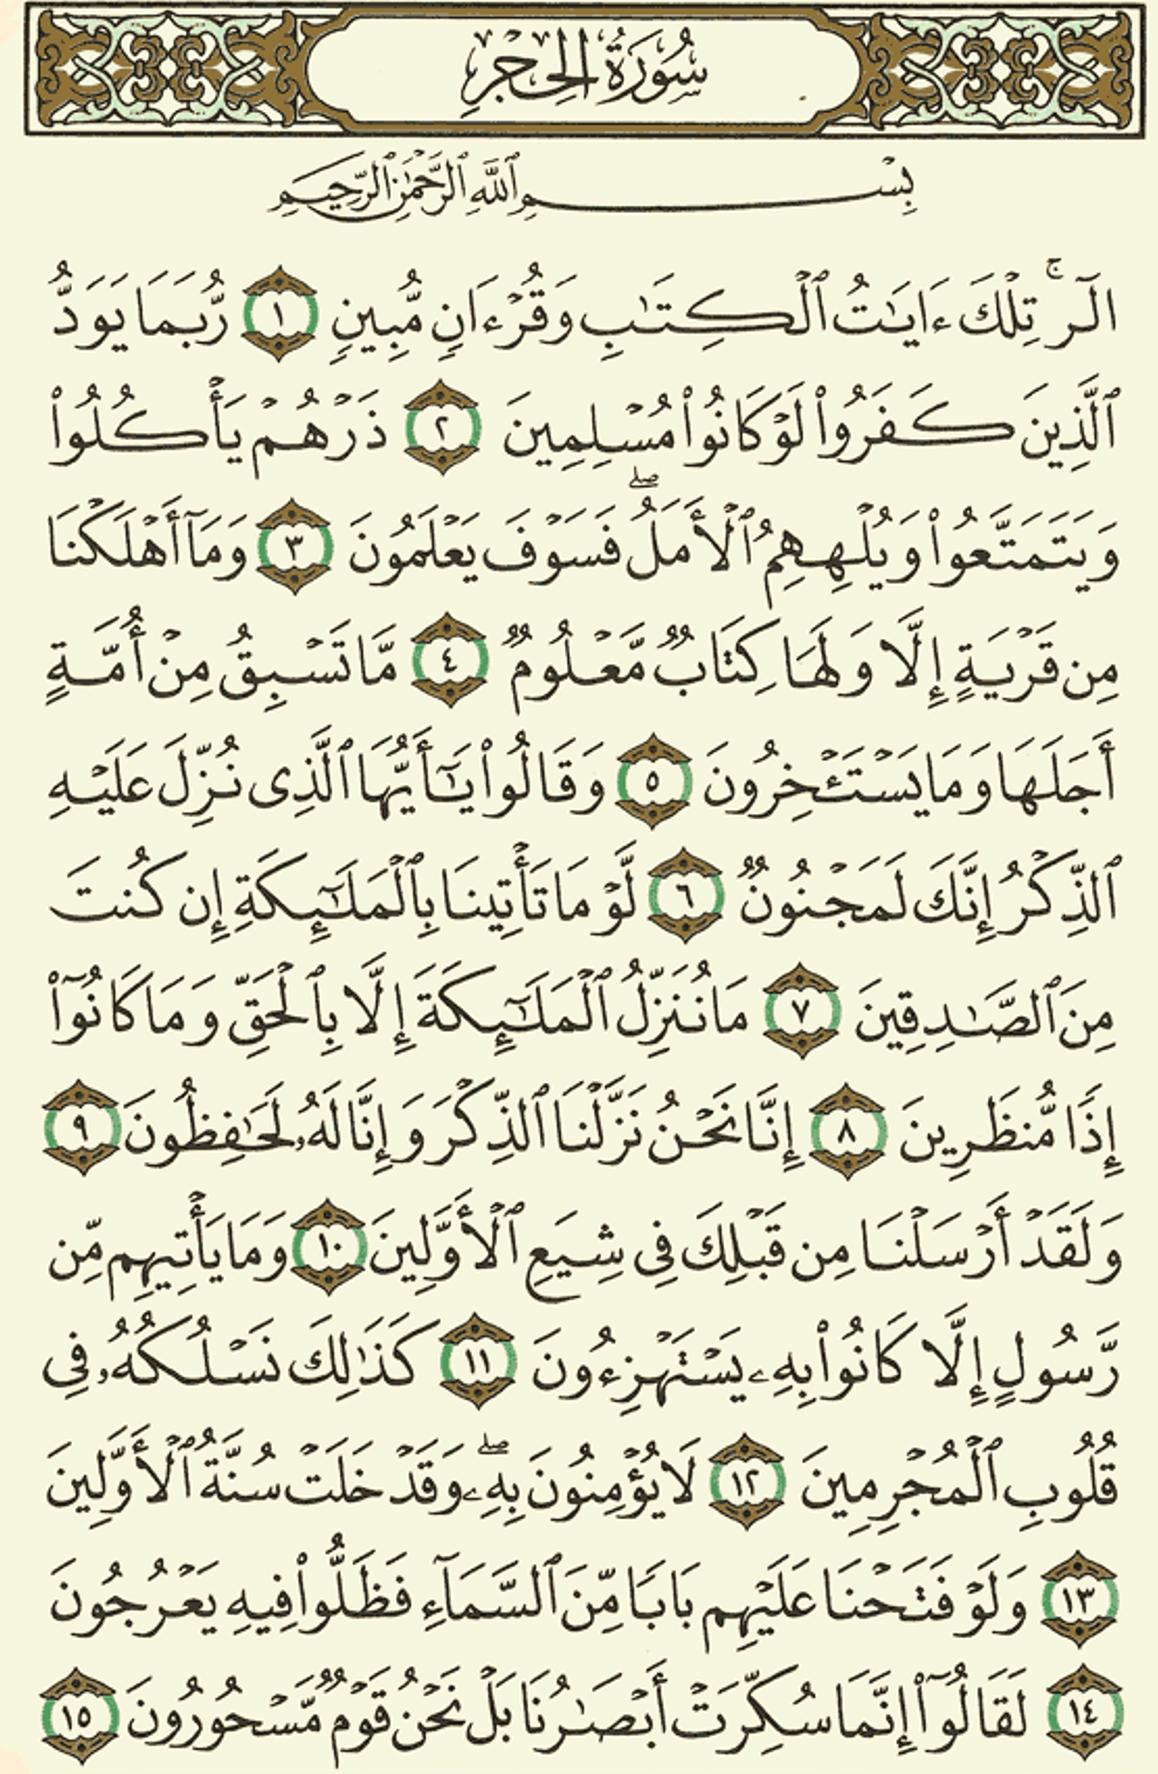 سُورَةُ الحِجْرِ
بِسْمِ ٱللَّهِ ٱلرَّحْمَٰنِ ٱلرَّحِيمِ
الٓرۚ تِلْكَ ءَايَٰتُ ٱلْكِتَٰبِ وَقُرْءَانٍ مُّبِينٍ ١ رُّبَمَا يَوَدُّ
ٱلَّذِينَ كَفَرُوا۟ لَوْ كَانُوا۟ مُسْلِمِينَ ٢ ذَرْهُمْ يَأْكُلُوا۟
وَيَتَمَتَّعُوا۟ وَيُلْهِهِمُ ٱلْأَمَلُۖ فَسَوْفَ يَعْلَمُونَ ٣ وَمَآ أَهْلَكْنَا
مِن قَرْيَةٍ إِلَّا وَلَهَا كِتَابٌ مَّعْلُومٌ ٤ مَّا تَسْبِقُ مِنْ أُمَّةٍ
أَجَلَهَا وَمَا يَسْتَـْٔخِرُونَ ٥ وَقَالُوا۟ يَٰٓأَيُّهَا ٱلَّذِى نُزِّلَ عَلَيْهِ
ٱلذِّكْرُ إِنَّكَ لَمَجْنُونٌ ٦ لَّوْ مَا تَأْتِينَا بِٱلْمَلَٰٓئِكَةِ إِن كُنتَ
مِنَ ٱلصَّٰدِقِينَ ٧ مَا نُنَزِّلُ ٱلْمَلَٰٓئِكَةَ إِلَّا بِٱلْحَقِّ وَمَا كَانُوٓا۟
إِذًا مُّنظَرِينَ ٨ إِنَّا نَحْنُ نَزَّلْنَا ٱلذِّكْرَ وَإِنَّا لَهُۥ لَحَٰفِظُونَ ٩
وَلَقَدْ أَرْسَلْنَا مِن قَبْلِكَ فِى شِيَعِ ٱلْأَوَّلِينَ ١٠ وَمَا يَأْتِيهِم مِّن
رَّسُولٍ إِلَّا كَانُوا۟ بِهِۦ يَسْتَهْزِءُونَ ١١ كَذَٰلِكَ نَسْلُكُهُۥ فِى
قُلُوبِ ٱلْمُجْرِمِينَ ١٢ لَا يُؤْمِنُونَ بِهِۦۖ وَقَدْ خَلَتْ سُنَّةُ ٱلْأَوَّلِينَ
١٣ وَلَوْ فَتَحْنَا عَلَيْهِم بَابًا مِّنَ ٱلسَّمَآءِ فَظَلُّوا۟ فِيهِ يَعْرُجُونَ
١٤ لَقَالُوٓا۟ إِنَّمَا سُكِّرَتْ أَبْصَٰرُنَا بَلْ نَحْنُ قَوْمٌ مَّسْحُورُونَ ١٥